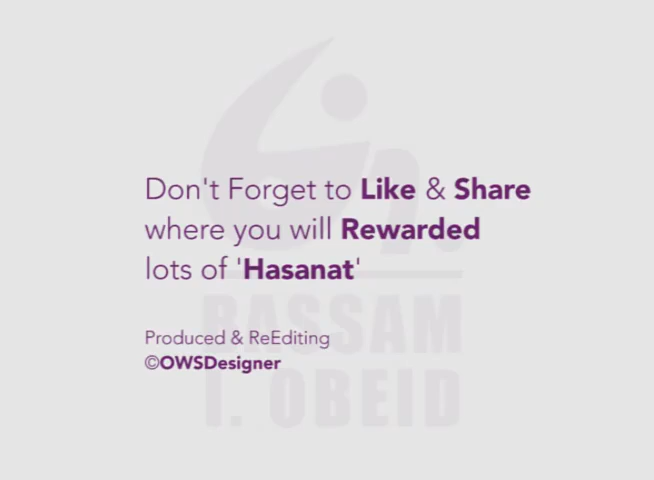 Don't Forget to Like & Share
where you will Rewarded
lots of 'Hasanat'
Produced & ReEditing
©OWSDesigner
BASSAM
I. OBEID